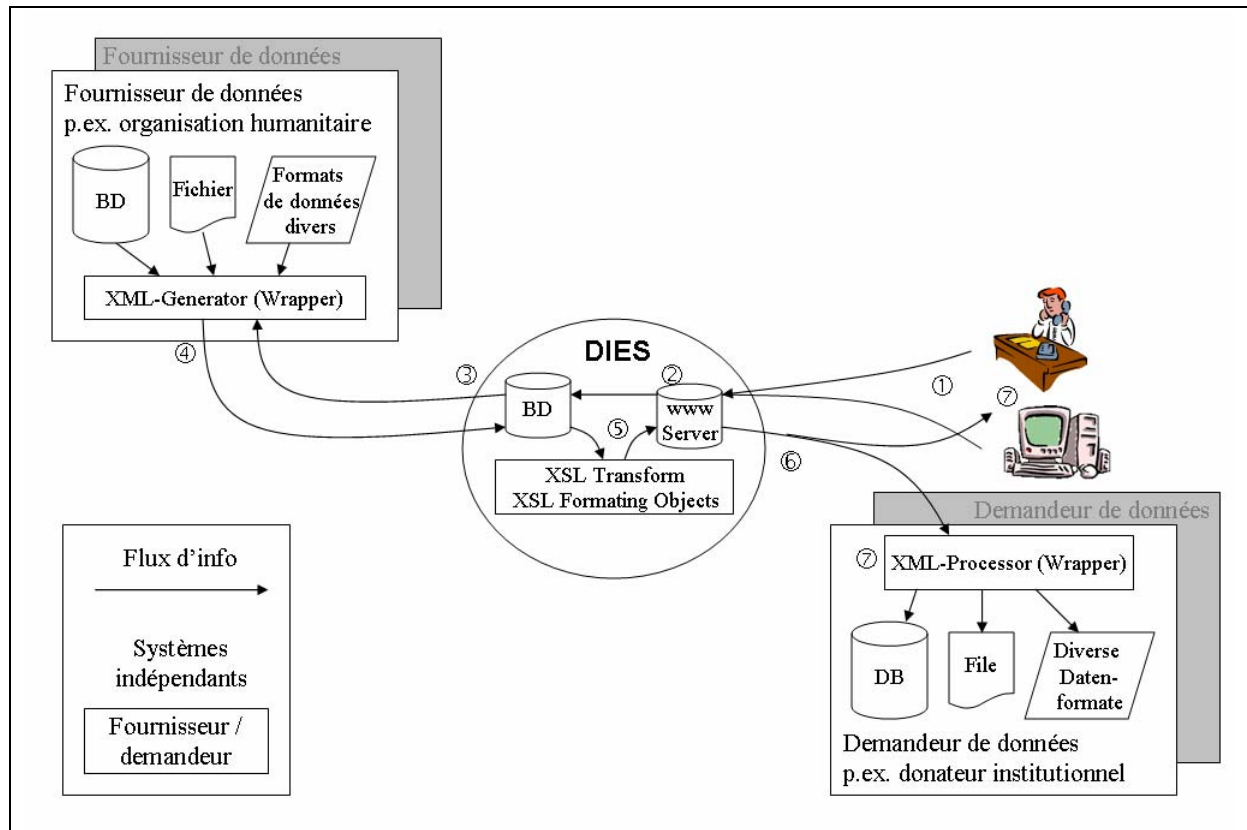 Fournisseur de données
Fournisseur de données
p.ex. organisation humanitaire
BD
Fichier
Formats
de données
divers
XML-Generator (Wrapper)
④
DIES
③
②
①
⑦
BD
www
Server
⑤
⑥
XSL Transform
XSL Formating Objects
Flux d'info
Systèmes
indépendants
Fournisseur /
demandeur
Demandeur de données
⑦
XML-Processor (Wrapper)
DB
File
Diverse
Daten-
formate
Demandeur de données
p.ex. donateur institutionnel